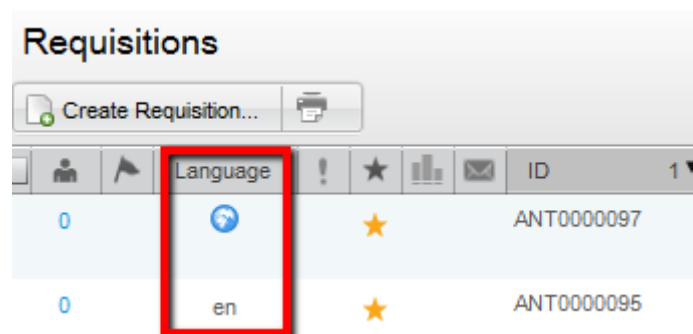 Requisitions
Create Requisition...
Language ID 1
0 ANT0000097
0 en ANT0000095